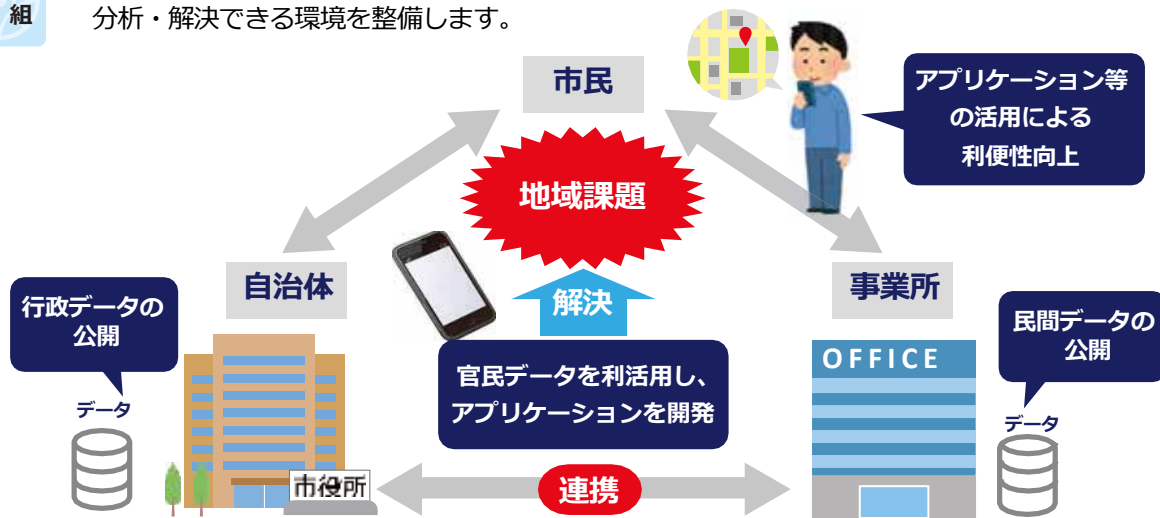 組
分析・解決できる環境を整備します。
市民
アプリケーション等
の活用による
利便性向上
地域課題
自治体
事業所
解決
行政データの
公開
民間データの
公開
OFFICE
官民データを利活用し、
アプリケーションを開発
データ
データ
市役所
連携